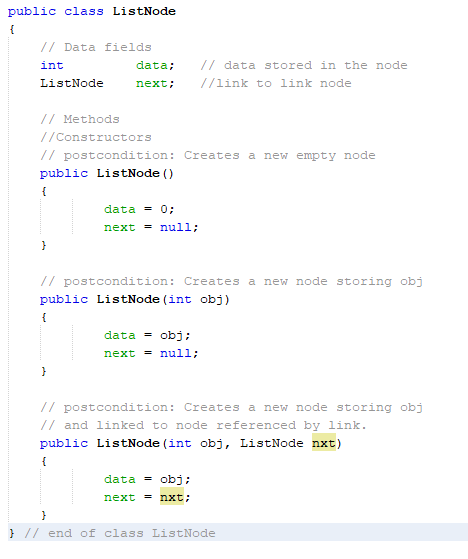 public class ListNode
{
    // Data fields
    int         data;   // data stored in the node
    ListNode    next;   //link to link node

    // Methods
    //Constructors
    // postcondition: Creates a new empty node
    public ListNode()
    {
            data = 0;
            next = null;
    }

    // postcondition: Creates a new node storing obj
    public ListNode(int obj)
    {
            data = obj;
            next = null;
    }

    // postcondition: Creates a new node storing obj
    // and linked to node referenced by link.
    public ListNode(int obj, ListNode nxt)
    {
            data = obj;
            next = nxt;
    }
} // end of class ListNode